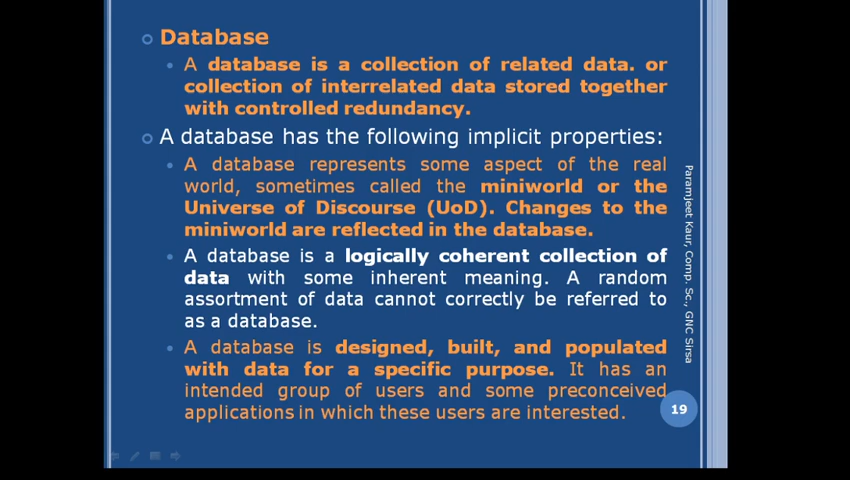 Database
A database is a collection of related data. or
collection of interrelated data stored together
with controlled redundancy.
A database has the following implicit properties:
A database represents some aspect of the real
world, sometimes called the miniworld or the
Universe of Discourse (UoD). Changes to the
miniworld are reflected in the database.
A database is a logically coherent collection of
data with some inherent meaning. A random
assortment of data cannot correctly be referred to
as a database.
A database is designed, built, and populated
with data for a specific purpose. It has an
intended group of users and some preconceived
applications in which these users are interested.
Paramjeet Kaur, Comp. Sc., GNC Sirsa
19